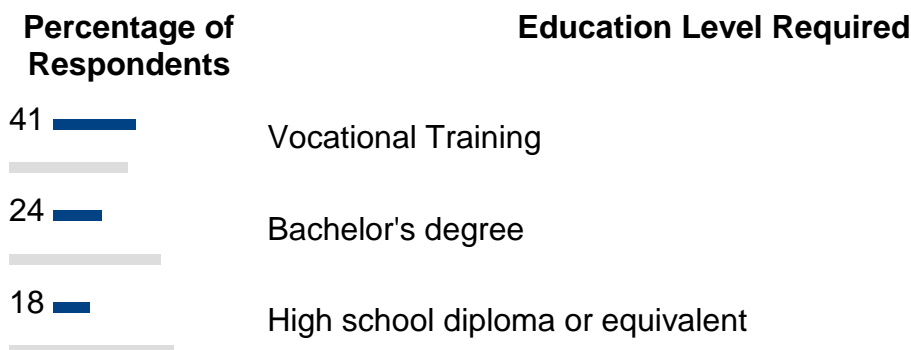 Percentage of
Respondents
Education Level Required
41
Vocational Training
24
Bachelor's degree
18
High school diploma or equivalent